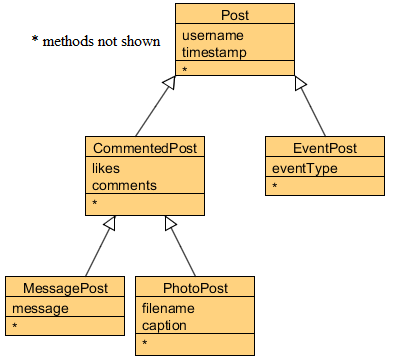 Post
username
timestamp
*
* methods not shown
CommentedPost
likes
comments
*
EventPost
eventType
*
MessagePost
message
*
PhotoPost
filename
caption
*